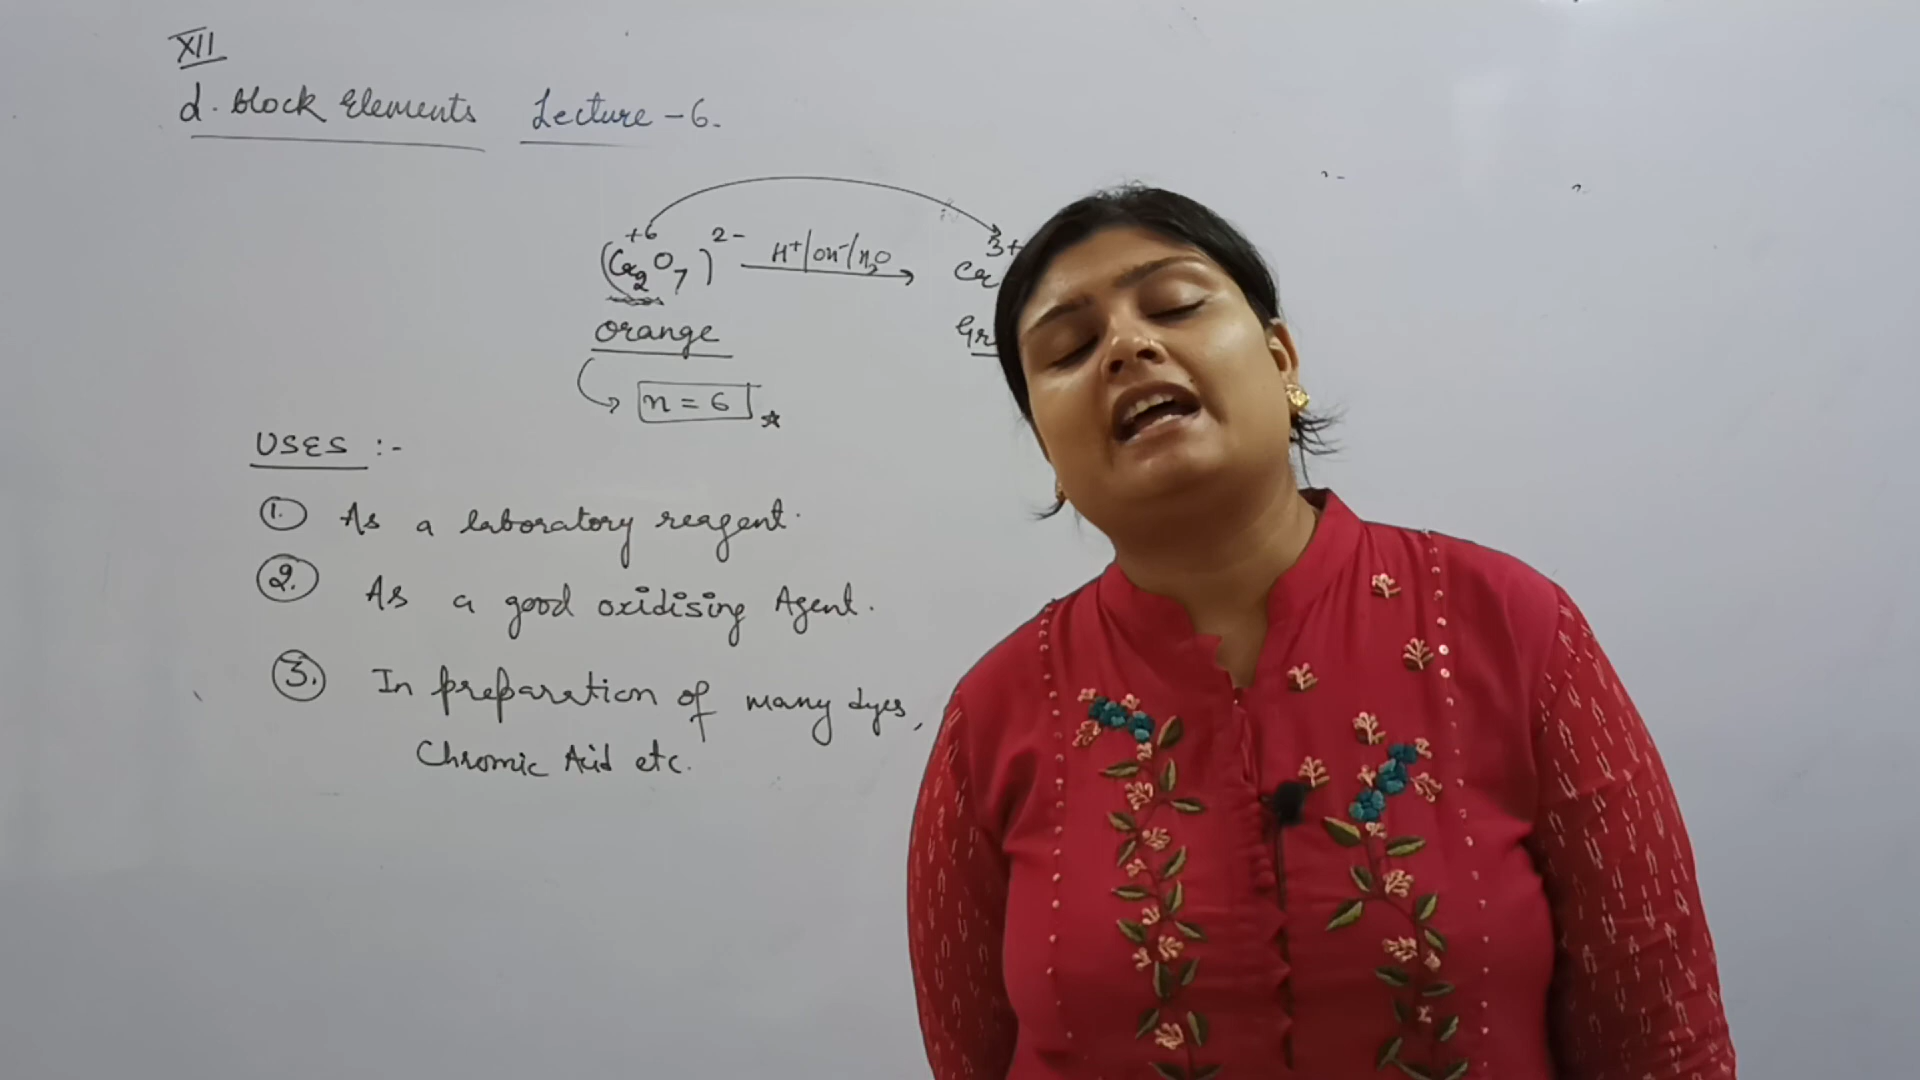 XII
d. Block Elements Lecture - 6.
+6 3+
(Cr2O7)2- H+/OH-/H2O Cr
orange Gr
n = 6
USES :-
1. As a laboratory reagent.
2. As a good oxidising Agent.
3. In preparation of many dyes,
Chromic Acid etc.